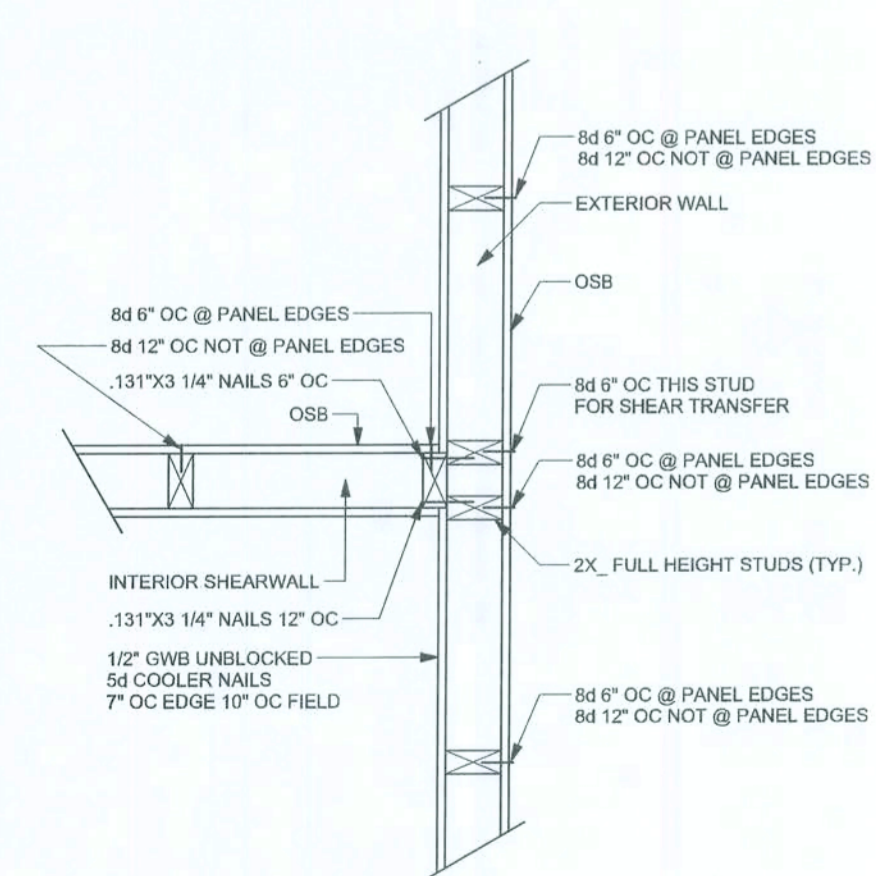 8d 6" OC @ PANEL EDGES
8d 12" OC NOT @ PANEL EDGES
EXTERIOR WALL
OSB
8d 6" OC @ PANEL EDGES
8d 12" OC NOT @ PANEL EDGES
.131"X3 1/4" NAILS 6" OC
OSB
8d 6" OC THIS STUD
FOR SHEAR TRANSFER
8d 6" OC @ PANEL EDGES
8d 12" OC NOT @ PANEL EDGES
2X_ FULL HEIGHT STUDS (TYP.)
INTERIOR SHEARWALL
.131"X3 1/4" NAILS 12" OC
1/2" GWB UNBLOCKED
5d COOLER NAILS
7" OC EDGE 10" OC FIELD
8d 6" OC @ PANEL EDGES
8d 12" OC NOT @ PANEL EDGES